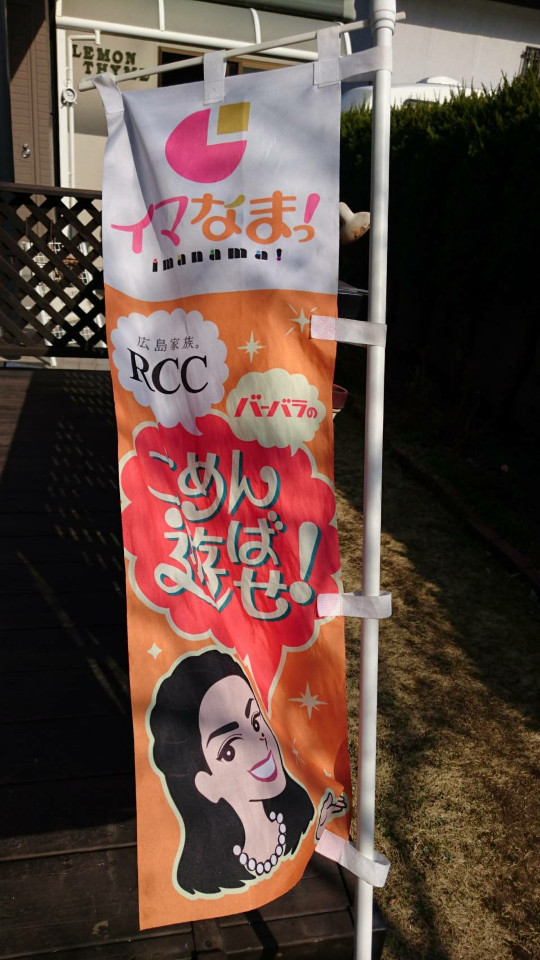 LEMON
THYME
イマなまっ!
imanama!
広島家族。
RCC
バーバラの
ごめん
遊ばせ!